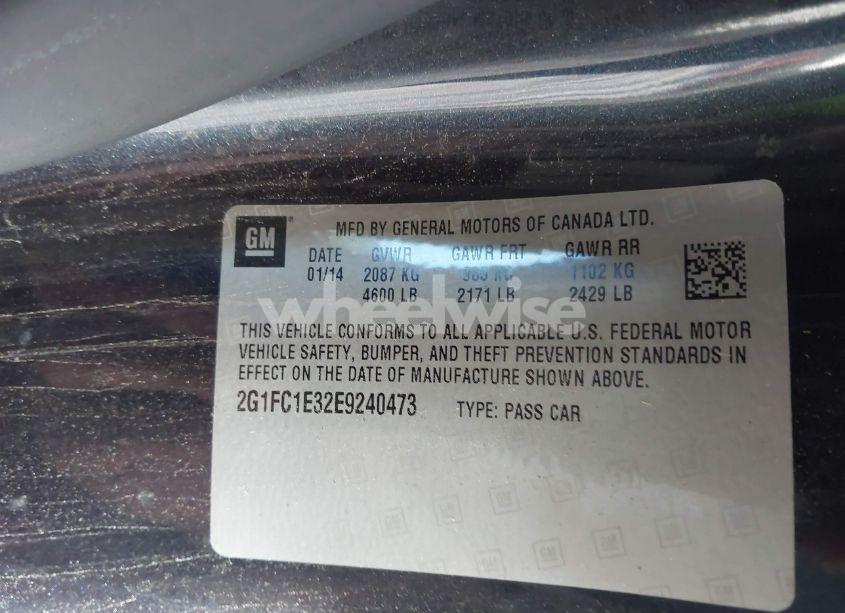 GM
MFD BY GENERAL MOTORS OF CANADA LTD.
DATE GVWR GAWR FRT GAWR RR
01/14 2087 KG 985 KG 1102 KG
4600 LB 2171 LB 2429 LB
wheelwise
THIS VEHICLE CONFORMS TO ALL APPLICABLE U.S. FEDERAL MOTOR
VEHICLE SAFETY, BUMPER, AND THEFT PREVENTION STANDARDS IN
EFFECT ON THE DATE OF MANUFACTURE SHOWN ABOVE.
2G1FC1E32E9240473 TYPE: PASS CAR